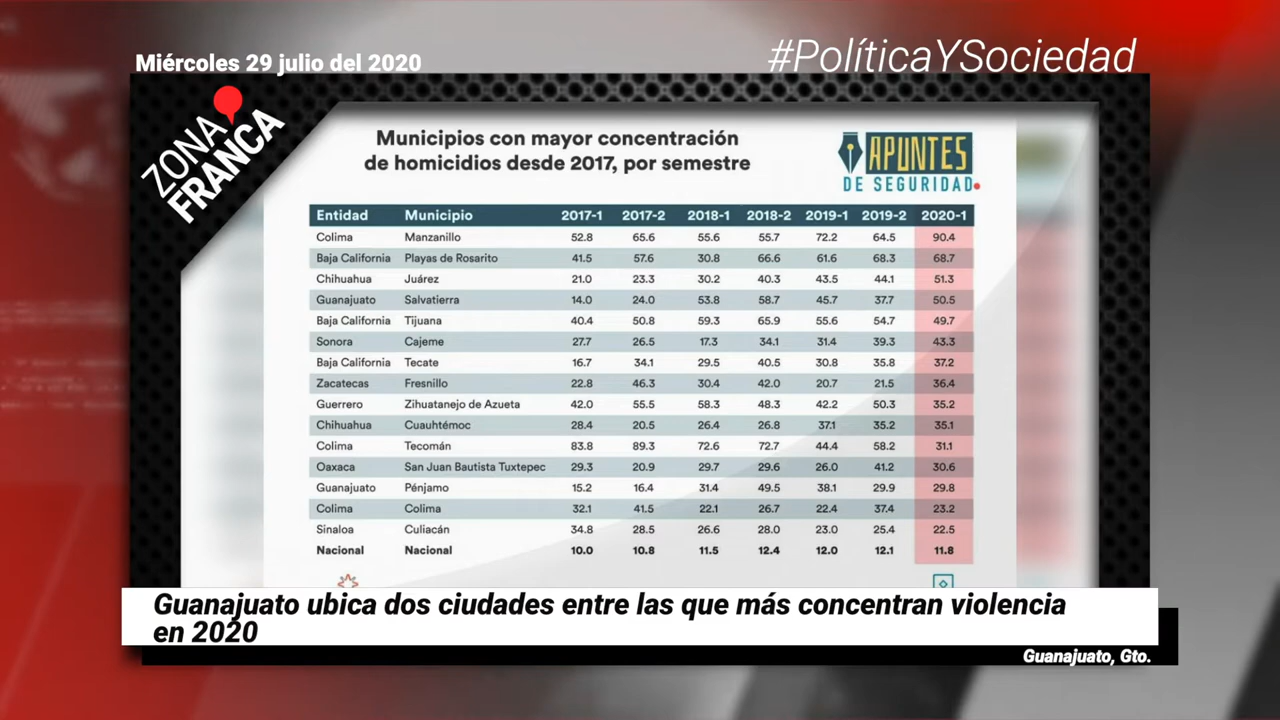 Miércoles 29 julio del 2020
#PolíticaYSociedad
ZONA
FRANCA
Municipios con mayor concentración
de homicidios desde 2017, por semestre
APUNTES
DE SEGURIDAD.
Entidad Municipio 2017-1 2017-2 2018-1 2018-2 2019-1 2019-2 2020-1
Colima Manzanillo 52.8 65.6 55.6 55.7 72.2 64.5 90.4
Baja California Playas de Rosarito 41.5 57.6 30.8 66.6 61.6 68.3 68.7
Chihuahua Juárez 21.0 23.3 30.2 40.3 43.5 44.1 51.3
Guanajuato Salvatierra 14.0 24.0 53.8 58.7 45.7 37.7 50.5
Baja California Tijuana 40.4 50.8 59.3 65.9 55.6 54.7 49.7
Sonora Cajeme 27.7 26.5 17.3 34.1 31.4 39.3 43.3
Baja California Tecate 16.7 34.1 29.5 40.5 30.8 35.8 37.2
Zacatecas Fresnillo 22.8 46.3 30.4 42.0 20.7 21.5 36.4
Guerrero Zihuatanejo de Azueta 42.0 55.5 58.3 48.3 42.2 50.3 35.2
Chihuahua Cuauhtémoc 28.4 20.5 26.4 26.8 37.1 35.2 35.1
Colima Tecomán 83.8 89.3 72.6 72.7 44.4 58.2 31.1
Oaxaca San Juan Bautista Tuxtepec 29.3 20.9 29.7 29.6 26.0 41.2 30.6
Guanajuato Pénjamo 15.2 16.4 31.4 49.5 38.1 29.9 29.8
Colima Colima 32.1 41.5 22.1 26.7 22.4 37.4 23.2
Sinaloa Culiacán 34.8 28.5 26.6 28.0 23.0 25.4 22.5
Nacional Nacional 10.0 10.8 11.5 12.4 12.0 12.1 11.8
Guanajuato ubica dos ciudades entre las que más concentran violencia
en 2020
Guanajuato, Gto.